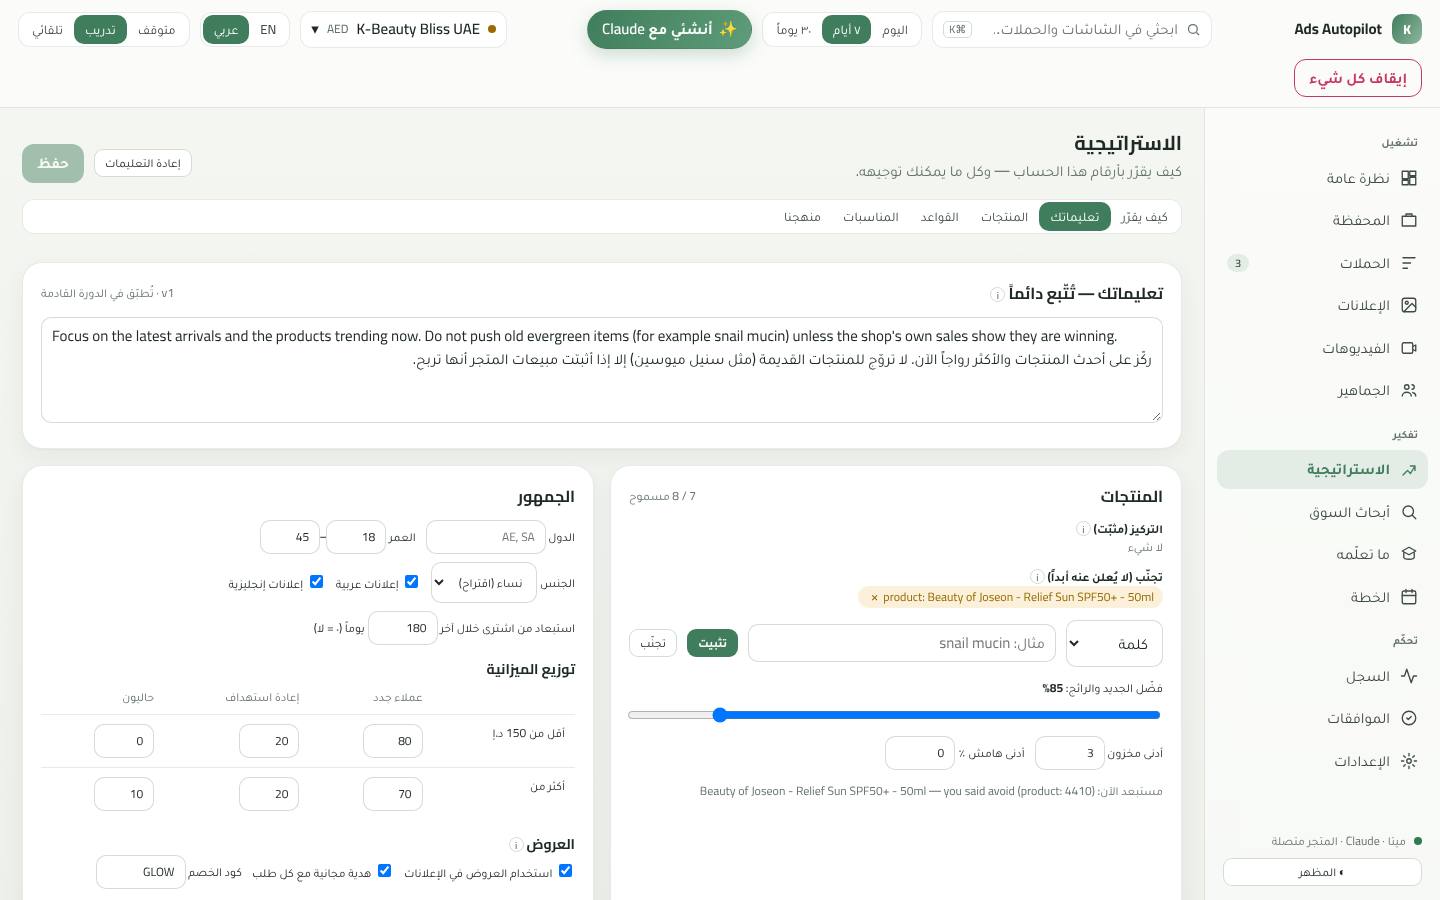 K
Ads Autopilot
ابحثي في الشاشات والحملات..
K⌘
اليوم
٧ أيام
٣٠ يوماً
✨ أنشئي مع Claude
K-Beauty Bliss UAE
AED
▼
EN
عربي
متوقف
تدريب
تلقائي
إيقاف كل شيء
تشغيل
نظرة عامة
المحفظة
الحملات
3
الإعلانات
الفيديوهات
الجماهير
تفكير
الاستراتيجية
أبحاث السوق
ما تعلّمه
الخطة
تحكّم
السجل
الموافقات
الإعدادات
ميتا · Claude · المتجر متصلة
المظهر
الاستراتيجية
كيف يقرّر بأرقام هذا الحساب — وكل ما يمكنك توجيهه.
إعادة التعليمات
حفظ
كيف يقرّر
تعليماتك
المنتجات
القواعد
المناسبات
منهجنا
تعليماتك — تُتّبع دائماً
i
v1 · تُطبّق في الدورة القادمة
Focus on the latest arrivals and the products trending now. Do not push old evergreen items (for example snail mucin) unless the shop's own sales show they are winning.
ركّز على أحدث المنتجات والأكثر رواجاً الآن. لا تروّج للمنتجات القديمة (مثل سنيل ميوسين) إلا إذا أثبتت مبيعات المتجر أنها تربح.
المنتجات
7 / 8 مسموح
التركيز (مثبّت)
i
لا شيء
تجنّب (لا يُعلن عنه أبداً)
i
product: Beauty of Joseon - Relief Sun SPF50+ - 50ml ×
كلمة
مثال: snail mucin
تثبيت
تجنّب
فضّل الجديد والرائج: 85%
أدنى مخزون 3
أدنى هامش ٪ 0
مستبعد الآن: Beauty of Joseon - Relief Sun SPF50+ - 50ml — you said avoid (product: 4410)
الجمهور
الدول AE, SA
العمر 18–45
الجنس نساء (اقتراح)
إعلانات عربية
إعلانات إنجليزية
استبعاد من اشترى خلال آخر 180 يوماً (٠ = لا)
توزيع الميزانية
عملاء جدد
إعادة استهداف
حاليون
أقل من 150 د.إ
80
20
0
أكثر من
70
20
10
العروض
i
استخدام العروض في الإعلانات
هدية مجانية مع كل طلب
كود الخصم GLOW